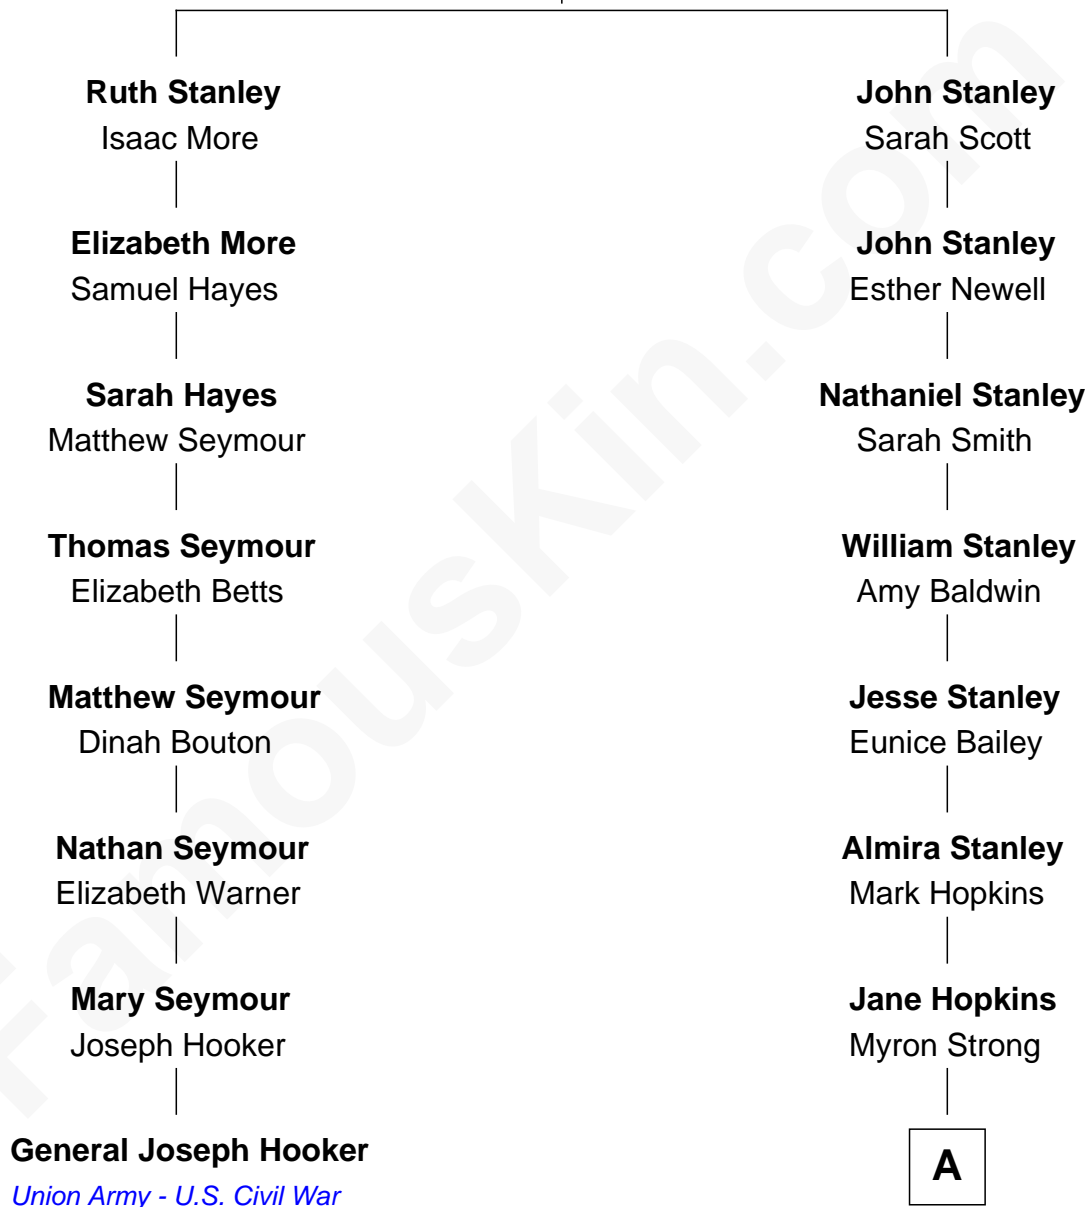 Ruth Stanley
Isaac More
Elizabeth More
Samuel Hayes
Sarah Hayes
Matthew Seymour
Thomas Seymour
Elizabeth Betts
Matthew Seymour
Dinah Bouton
Nathan Seymour
Elizabeth Warner
Mary Seymour
Joseph Hooker
General Joseph Hooker
Union Army - U.S. Civil War
John Stanley
Sarah Scott
John Stanley
Esther Newell
Nathaniel Stanley
Sarah Smith
William Stanley
Amy Baldwin
Jesse Stanley
Eunice Bailey
Almira Stanley
Mark Hopkins
Jane Hopkins
Myron Strong
A
FamousKin.com